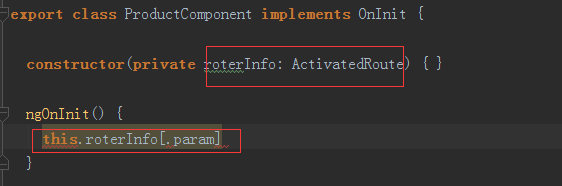 export class ProductComponent implements OnInit {
constructor(private roterInfo: ActivatedRoute) { }
ngOnInit() {
this.roterInfo[.param]
}